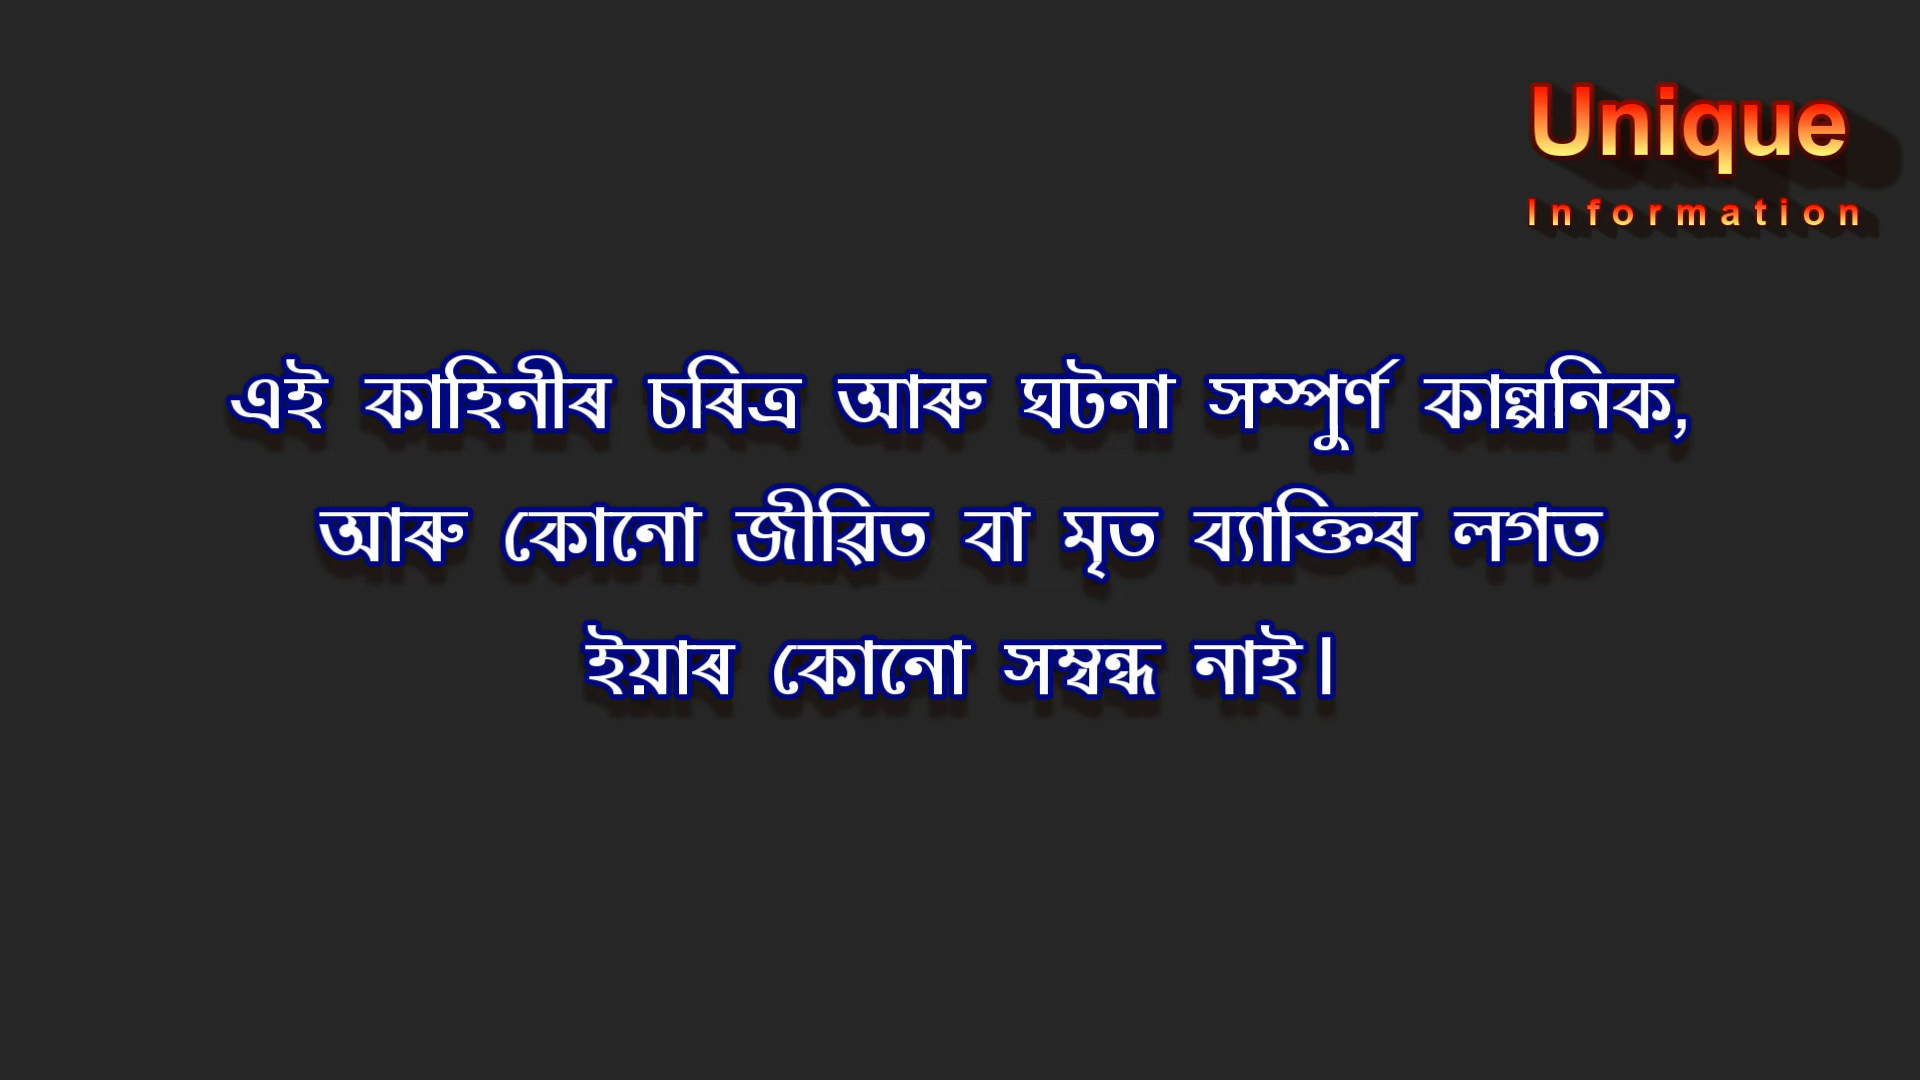 Unique
Information
এই কাহিনীৰ চৰিত্ৰ আৰু ঘটনা সম্পুৰ্ণ কাল্পনিক,
আৰু কোনো জীৱিত বা মৃত ব্যাক্তিৰ লগত
ইয়াৰ কোনো সম্বন্ধ নাই।